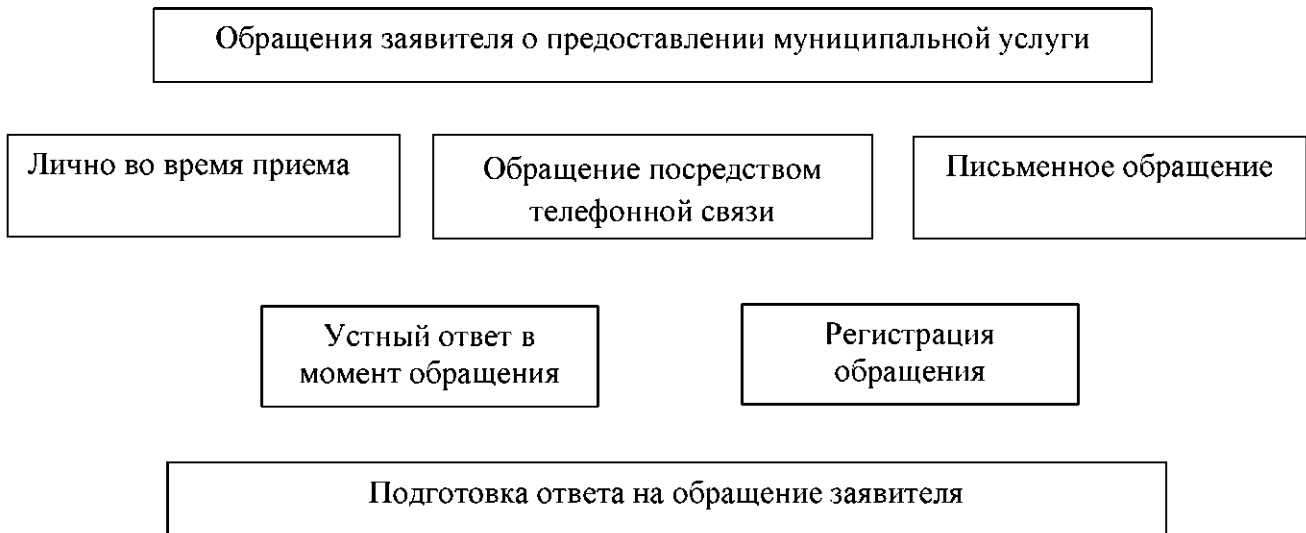 Обращения заявителя о предоставлении муниципальной услуги
Лично во время приема
Обращение посредством
телефонной связи
Письменное обращение
Устный ответ в
момент обращения
Регистрация
обращения
Подготовка ответа на обращение заявителя